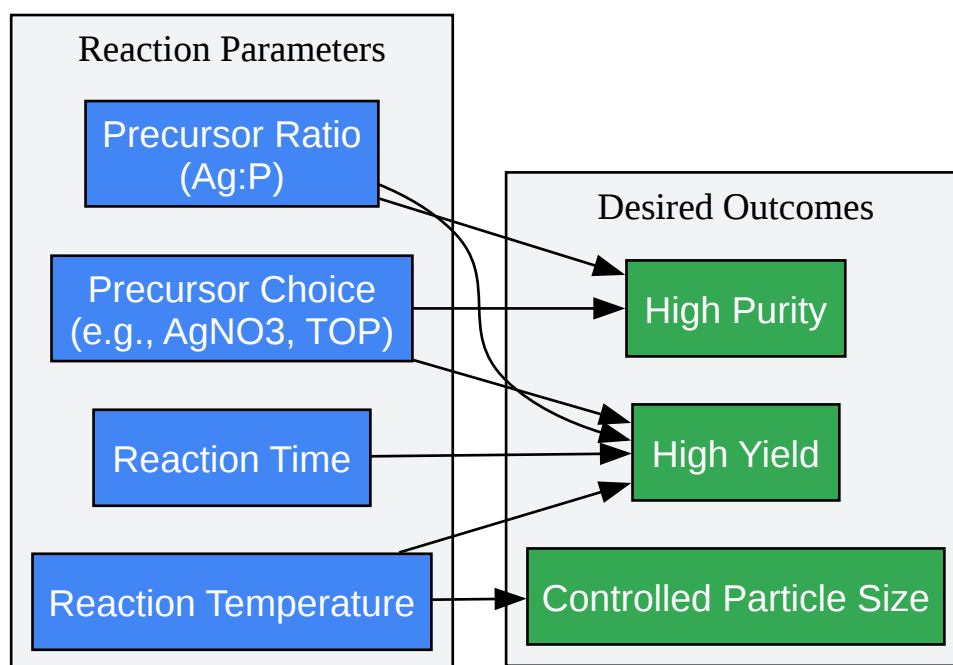 Reaction Parameters
Precursor Ratio
(Ag:P)
Precursor Choice
(e.g., AgNO3, TOP)
Reaction Time
Reaction Temperature
Desired Outcomes
High Purity
High Yield
Controlled Particle Size